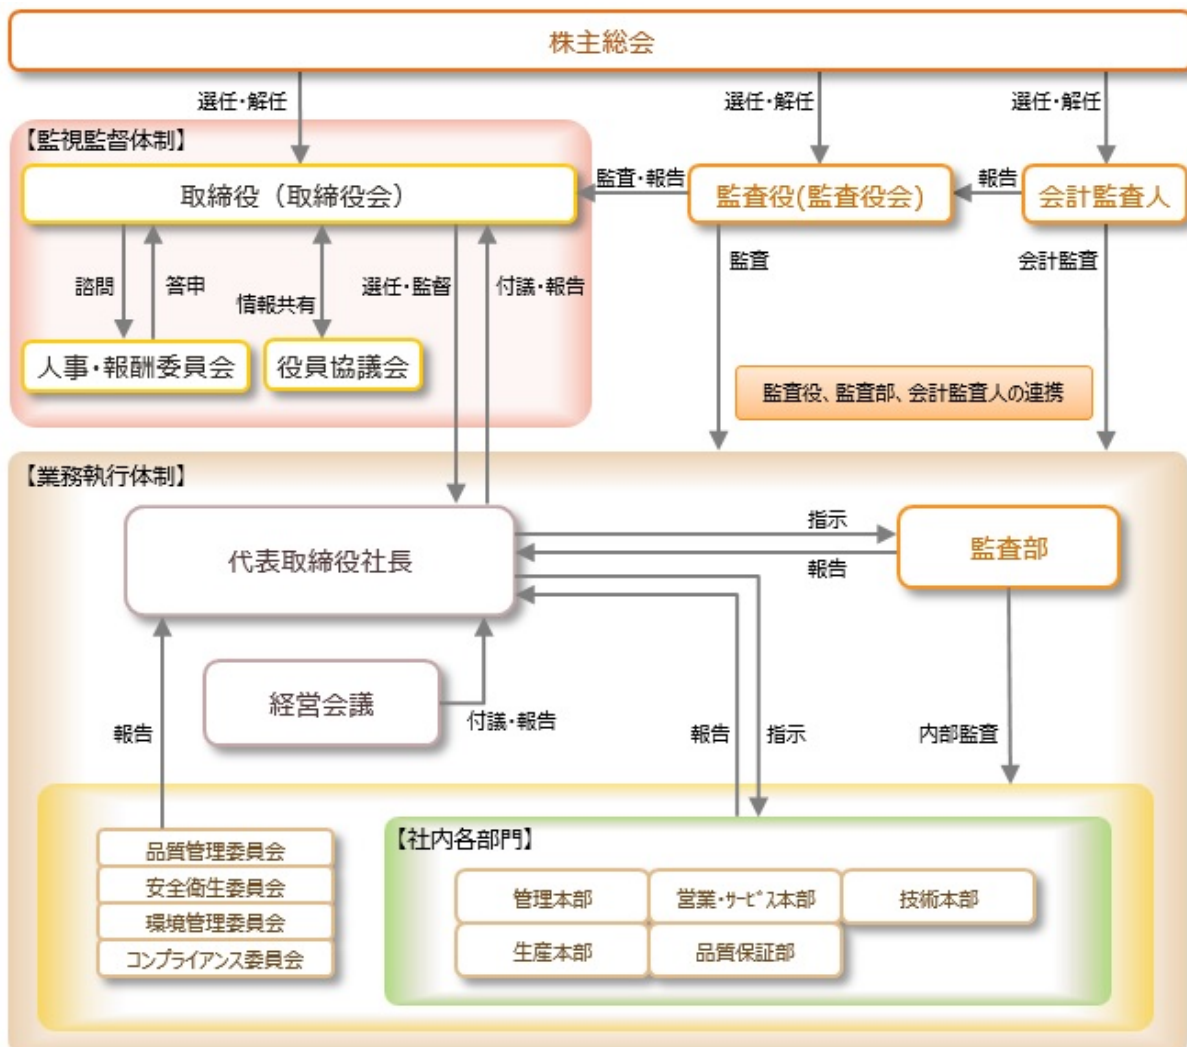 株主総会
選任・解任
選任・解任
選任・解任
【監視監督体制】
取締役（取締役会）
監査・報告
監査役(監査役会)
報告
会計監査人
諮問
答申
情報共有
選任・監督
付議・報告
監査
会計監査
人事・報酬委員会
役員協議会
監査役、監査部、会計監査人の連携
【業務執行体制】
代表取締役社長
指示
報告
監査部
経営会議
付議・報告
報告
報告
指示
内部監査
品質管理委員会
安全衛生委員会
環境管理委員会
コンプライアンス委員会
【社内各部門】
管理本部
営業・ｻｰﾋﾞｽ本部
技術本部
生産本部
品質保証部